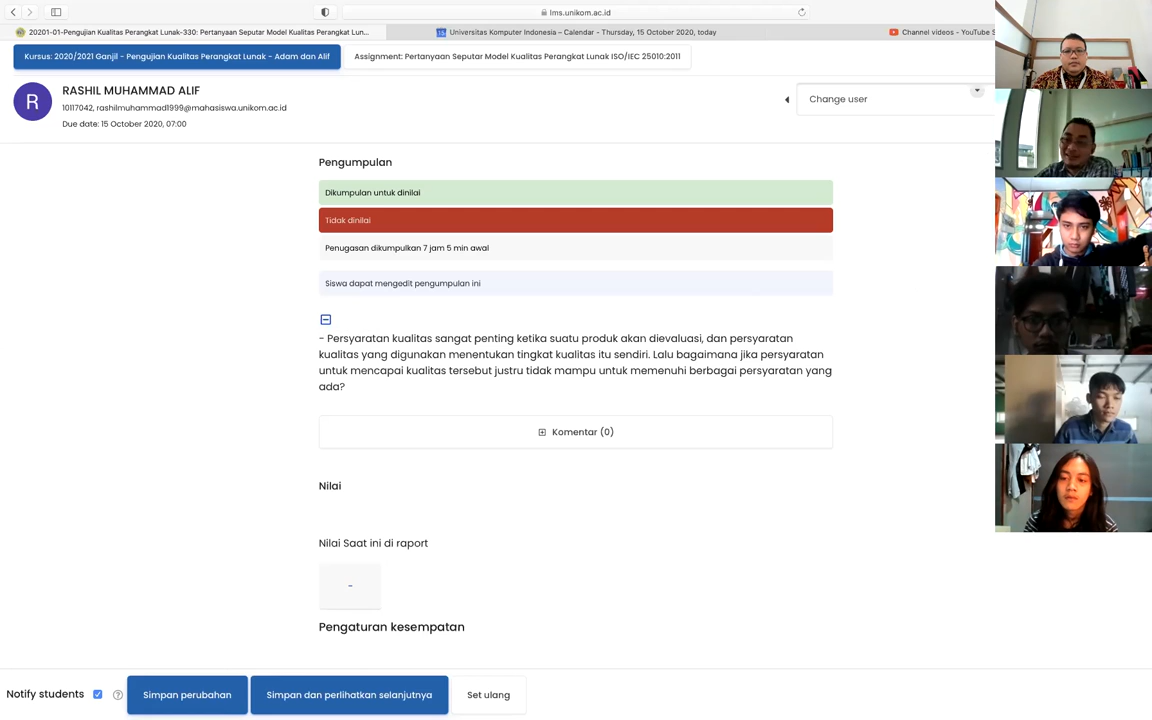 lms.unikom.ac.id
20201-01-Pengujian Kualitas Perangkat Lunak-330: Pertanyaan Seputar Model Kualitas Perangkat Lun...
15
Universitas Komputer Indonesia – Calendar - Thursday, 15 October 2020, today
Channel videos - YouTube S
Kursus: 2020/2021 Ganjil - Pengujian Kualitas Perangkat Lunak - Adam dan Alif
Assignment: Pertanyaan Seputar Model Kualitas Perangkat Lunak ISO/IEC 25010:2011
R
RASHIL MUHAMMAD ALIF
10117042, rashilmuhammad1999@mahasiswa.unikom.ac.id
Due date: 15 October 2020, 07:00
Change user
Pengumpulan
Dikumpulan untuk dinilai
Tidak dinilai
Penugasan dikumpulkan 7 jam 5 min awal
Siswa dapat mengedit pengumpulan ini
- Persyaratan kualitas sangat penting ketika suatu produk akan dievaluasi, dan persyaratan
kualitas yang digunakan menentukan tingkat kualitas itu sendiri. Lalu bagaimana jika persyaratan
untuk mencapai kualitas tersebut justru tidak mampu untuk memenuhi berbagai persyaratan yang
ada?
Komentar (0)
Nilai
Nilai Saat ini di raport
-
Pengaturan kesempatan
Notify students
Simpan perubahan
Simpan dan perlihatkan selanjutnya
Set ulang